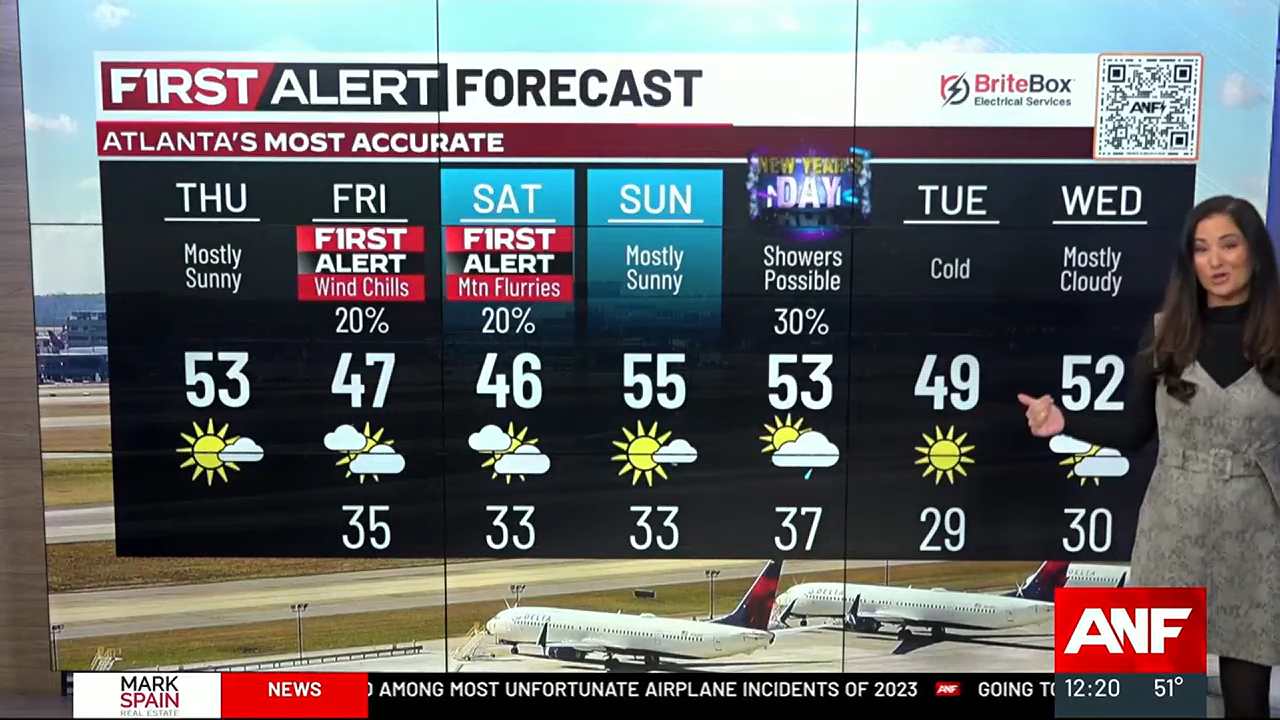 F1RST ALERT FORECAST
BriteBox
Electrical Services
ANF
ATLANTA'S MOST ACCURATE
THU
FRI
SAT
SUN
NEW YEAR'S
DAY
TUE
WED
Mostly
Sunny
F1RST
ALERT
Wind Chills
F1RST
ALERT
Mtn Flurries
Mostly
Sunny
Showers
Possible
Cold
Mostly
Cloudy
20%
20%
30%
53
47
46
55
53
49
52
35
33
33
37
29
30
DELTA
DELTA
DELTA
ANF
MARK
SPAIN
REAL ESTATE
NEWS
AMONG MOST UNFORTUNATE AIRPLANE INCIDENTS OF 2023 ANF GOING
12:20 51°